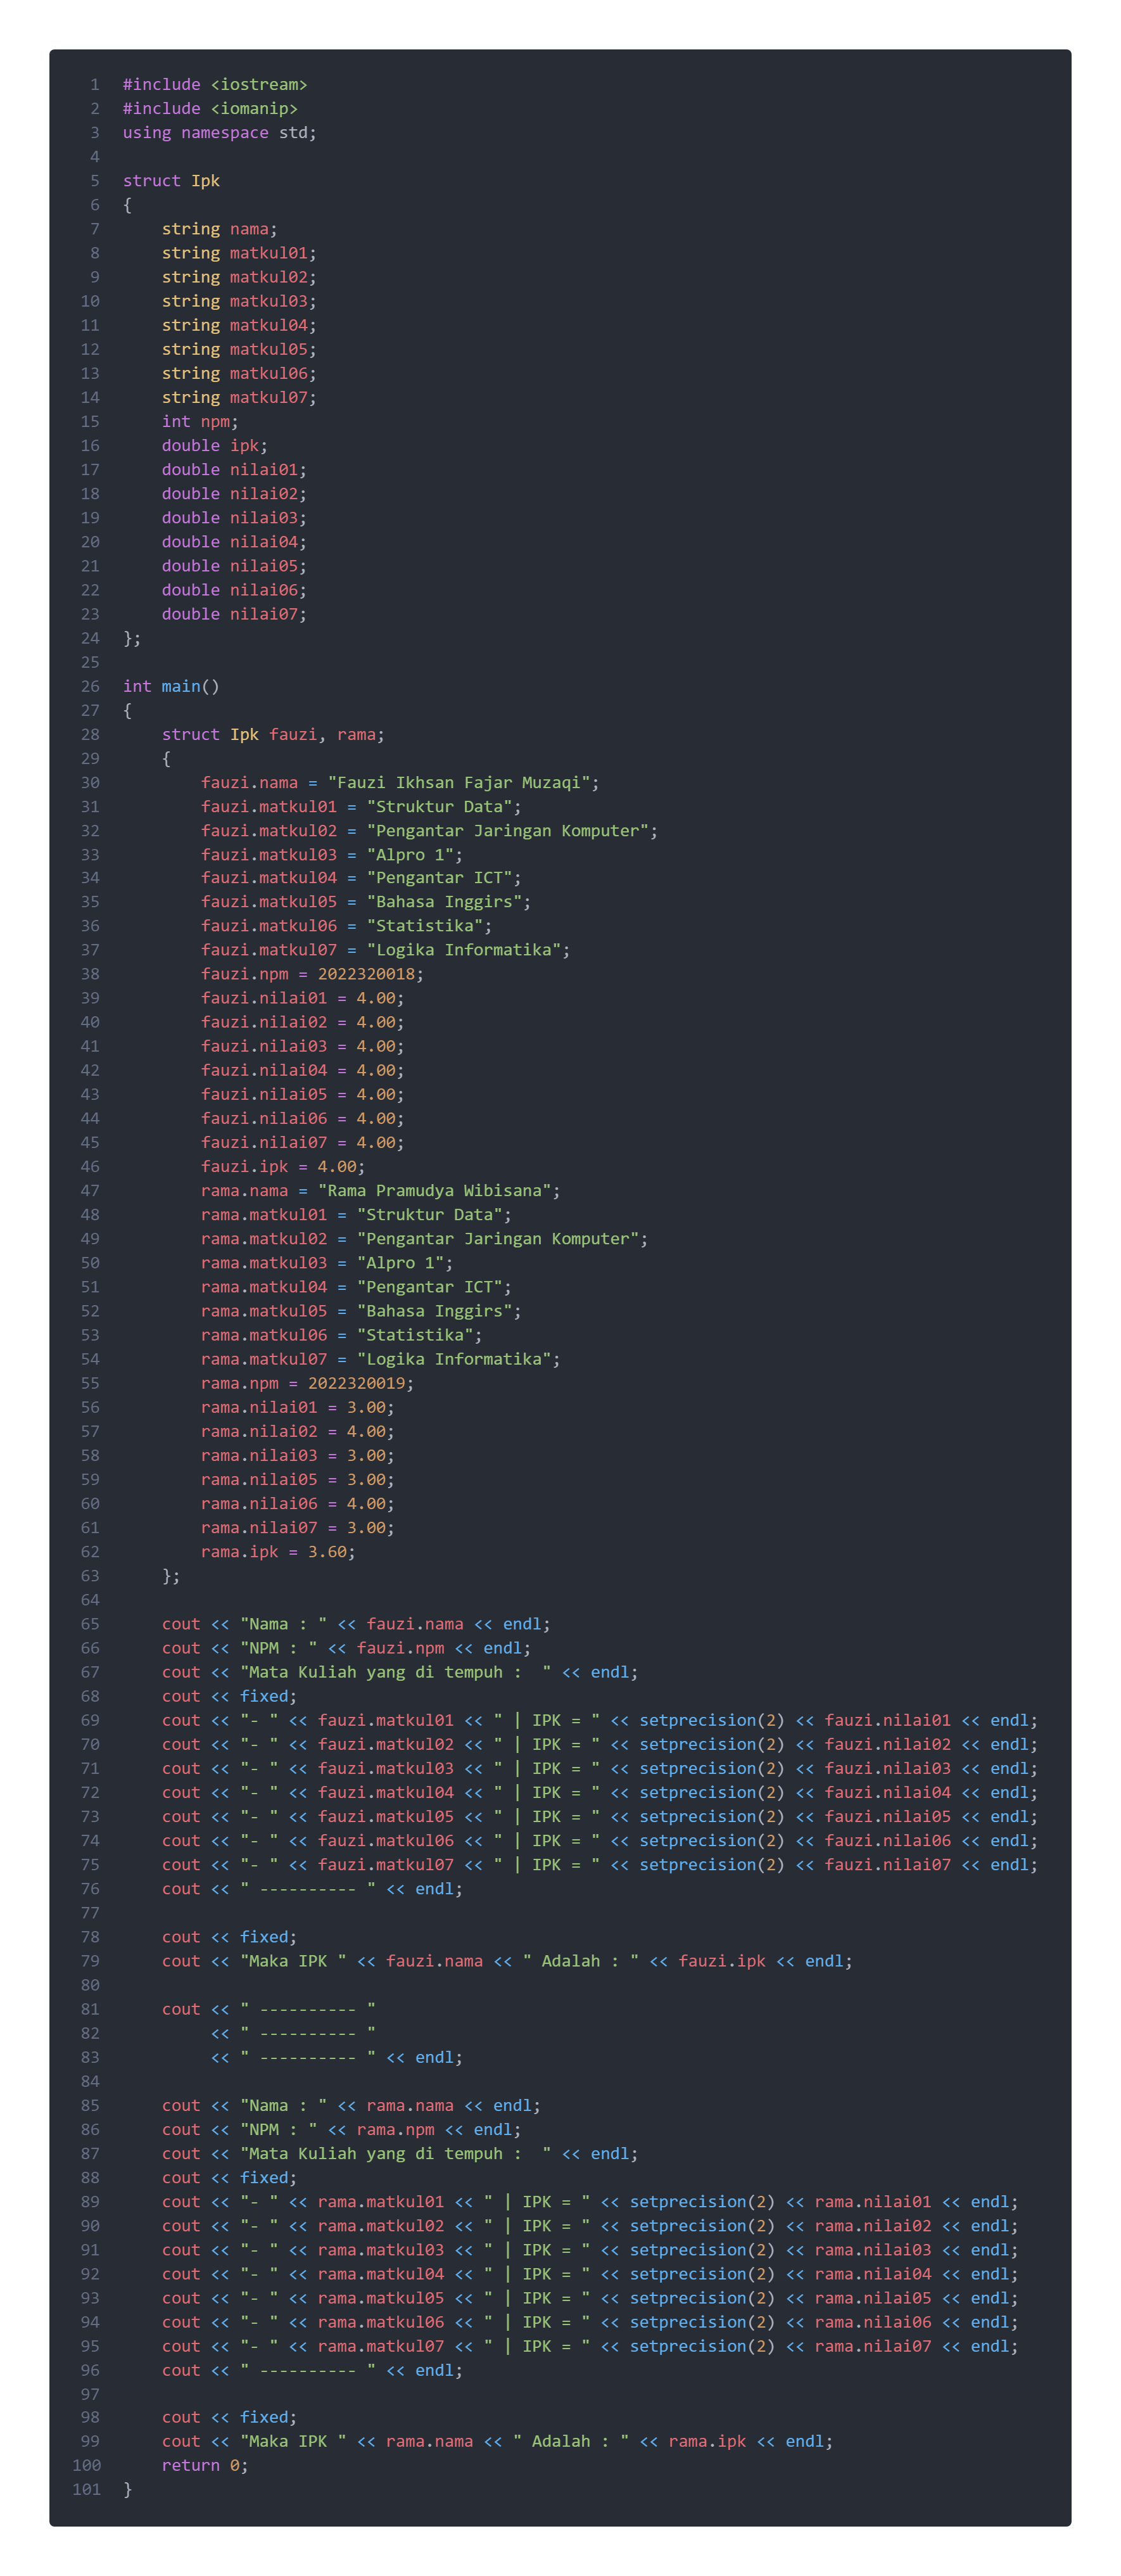 1 #include <iostream>
2 #include <iomanip>
3 using namespace std;
4
5 struct Ipk
6 {
7     string nama;
8     string matkul01;
9     string matkul02;
10     string matkul03;
11     string matkul04;
12     string matkul05;
13     string matkul06;
14     string matkul07;
15     int npm;
16     double ipk;
17     double nilai01;
18     double nilai02;
19     double nilai03;
20     double nilai04;
21     double nilai05;
22     double nilai06;
23     double nilai07;
24 };
25
26 int main()
27 {
28     struct Ipk fauzi, rama;
29     {
30         fauzi.nama = "Fauzi Ikhsan Fajar Muzaqi";
31         fauzi.matkul01 = "Struktur Data";
32         fauzi.matkul02 = "Pengantar Jaringan Komputer";
33         fauzi.matkul03 = "Alpro 1";
34         fauzi.matkul04 = "Pengantar ICT";
35         fauzi.matkul05 = "Bahasa Inggirs";
36         fauzi.matkul06 = "Statistika";
37         fauzi.matkul07 = "Logika Informatika";
38         fauzi.npm = 2022320018;
39         fauzi.nilai01 = 4.00;
40         fauzi.nilai02 = 4.00;
41         fauzi.nilai03 = 4.00;
42         fauzi.nilai04 = 4.00;
43         fauzi.nilai05 = 4.00;
44         fauzi.nilai06 = 4.00;
45         fauzi.nilai07 = 4.00;
46         fauzi.ipk = 4.00;
47         rama.nama = "Rama Pramudya Wibisana";
48         rama.matkul01 = "Struktur Data";
49         rama.matkul02 = "Pengantar Jaringan Komputer";
50         rama.matkul03 = "Alpro 1";
51         rama.matkul04 = "Pengantar ICT";
52         rama.matkul05 = "Bahasa Inggirs";
53         rama.matkul06 = "Statistika";
54         rama.matkul07 = "Logika Informatika";
55         rama.npm = 2022320019;
56         rama.nilai01 = 3.00;
57         rama.nilai02 = 4.00;
58         rama.nilai03 = 3.00;
59         rama.nilai05 = 3.00;
60         rama.nilai06 = 4.00;
61         rama.nilai07 = 3.00;
62         rama.ipk = 3.60;
63     };
64
65     cout << "Nama : " << fauzi.nama << endl;
66     cout << "NPM : " << fauzi.npm << endl;
67     cout << "Mata Kuliah yang di tempuh :  " << endl;
68     cout << fixed;
69     cout << "- " << fauzi.matkul01 << " | IPK = " << setprecision(2) << fauzi.nilai01 << endl;
70     cout << "- " << fauzi.matkul02 << " | IPK = " << setprecision(2) << fauzi.nilai02 << endl;
71     cout << "- " << fauzi.matkul03 << " | IPK = " << setprecision(2) << fauzi.nilai03 << endl;
72     cout << "- " << fauzi.matkul04 << " | IPK = " << setprecision(2) << fauzi.nilai04 << endl;
73     cout << "- " << fauzi.matkul05 << " | IPK = " << setprecision(2) << fauzi.nilai05 << endl;
74     cout << "- " << fauzi.matkul06 << " | IPK = " << setprecision(2) << fauzi.nilai06 << endl;
75     cout << "- " << fauzi.matkul07 << " | IPK = " << setprecision(2) << fauzi.nilai07 << endl;
76     cout << " ---------- " << endl;
77
78     cout << fixed;
79     cout << "Maka IPK " << fauzi.nama << " Adalah : " << fauzi.ipk << endl;
80
81     cout << " ---------- "
82          << " ---------- "
83          << " ---------- " << endl;
84
85     cout << "Nama : " << rama.nama << endl;
86     cout << "NPM : " << rama.npm << endl;
87     cout << "Mata Kuliah yang di tempuh :  " << endl;
88     cout << fixed;
89     cout << "- " << rama.matkul01 << " | IPK = " << setprecision(2) << rama.nilai01 << endl;
90     cout << "- " << rama.matkul02 << " | IPK = " << setprecision(2) << rama.nilai02 << endl;
91     cout << "- " << rama.matkul03 << " | IPK = " << setprecision(2) << rama.nilai03 << endl;
92     cout << "- " << rama.matkul04 << " | IPK = " << setprecision(2) << rama.nilai04 << endl;
93     cout << "- " << rama.matkul05 << " | IPK = " << setprecision(2) << rama.nilai05 << endl;
94     cout << "- " << rama.matkul06 << " | IPK = " << setprecision(2) << rama.nilai06 << endl;
95     cout << "- " << rama.matkul07 << " | IPK = " << setprecision(2) << rama.nilai07 << endl;
96     cout << " ---------- " << endl;
97
98     cout << fixed;
99     cout << "Maka IPK " << rama.nama << " Adalah : " << rama.ipk << endl;
100     return 0;
101 }